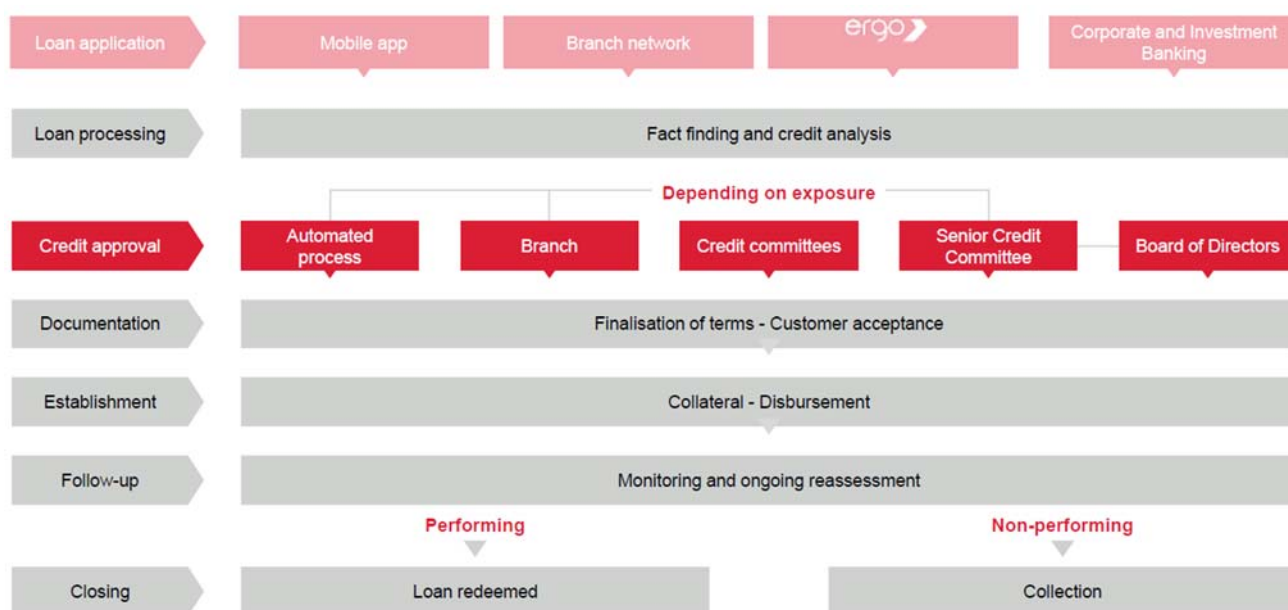 Loan application
Mobile app
Branch network
ergo
Corporate and Investment
Banking
Loan processing
Fact finding and credit analysis
Depending on exposure
Credit approval
Automated
process
Branch
Credit committees
Senior Credit
Committee
Board of Directors
Documentation
Finalisation of terms - Customer acceptance
Establishment
Collateral - Disbursement
Follow-up
Monitoring and ongoing reassessment
Performing
Non-performing
Closing
Loan redeemed
Collection